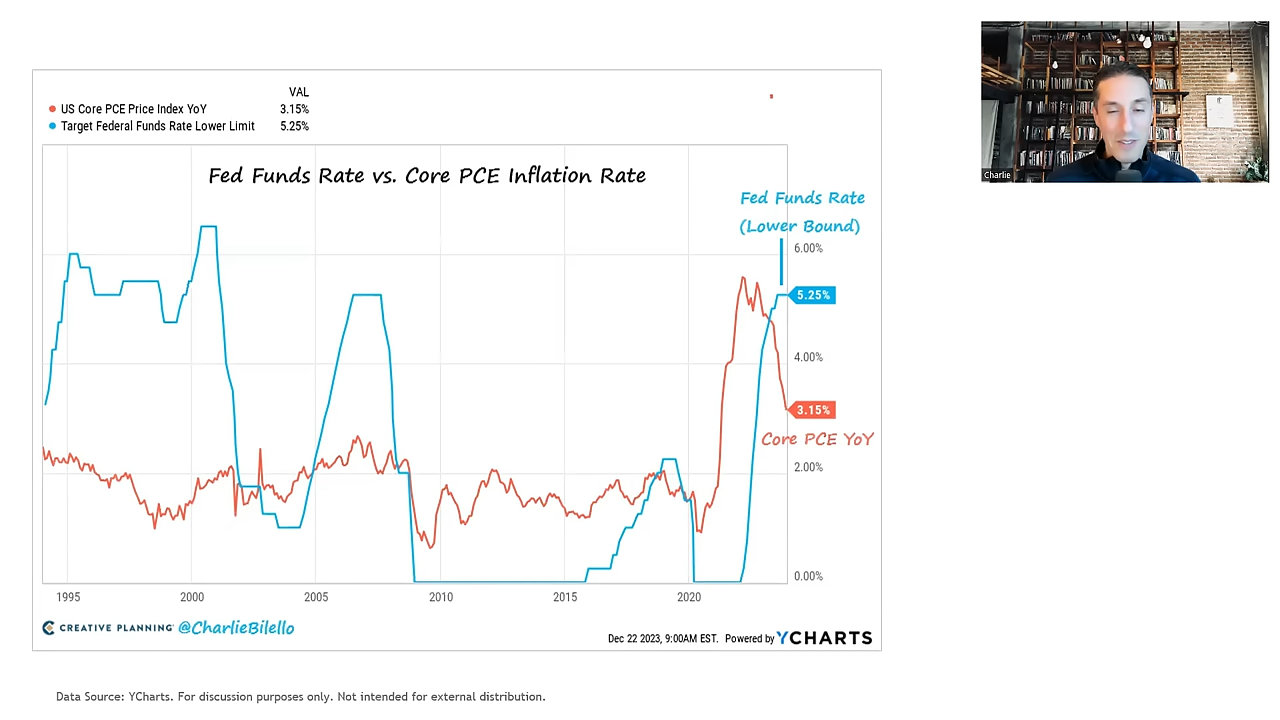 VAL
US Core PCE Price Index YoY 3.15%
Target Federal Funds Rate Lower Limit 5.25%
Fed Funds Rate vs. Core PCE Inflation Rate
Fed Funds Rate
(Lower Bound)
6.00%
5.25%
4.00%
3.15%
Core PCE YoY
2.00%
0.00%
1995 2000 2005 2010 2015 2020
CREATIVE PLANNING @CharlieBilello
Dec 22 2023, 9:00AM EST. Powered by YCHARTS
Data Source: YCharts. For discussion purposes only. Not intended for external distribution.
Charlie